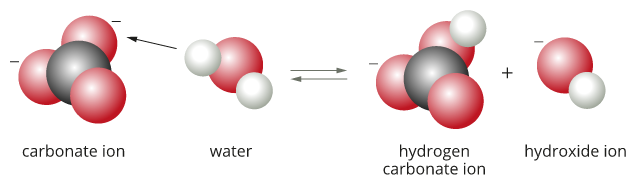 −
−
−
+
−
carbonate ion
water
hydrogen
carbonate ion
hydroxide ion